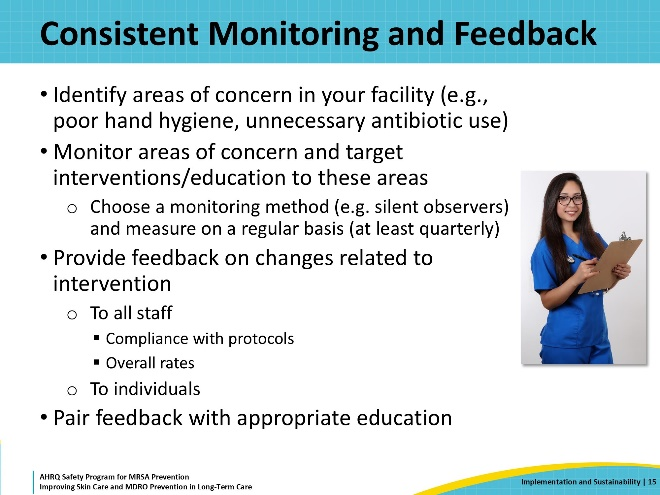 Consistent Monitoring and Feedback
• Identify areas of concern in your facility (e.g.,
poor hand hygiene, unnecessary antibiotic use)
• Monitor areas of concern and target
interventions/education to these areas
o Choose a monitoring method (e.g. silent observers)
and measure on a regular basis (at least quarterly)
• Provide feedback on changes related to
intervention
o To all staff
▪ Compliance with protocols
▪ Overall rates
o To individuals
• Pair feedback with appropriate education
AHRQ Safety Program for MRSA Prevention
Improving Skin Care and MDRO Prevention in Long-Term Care
Implementation and Sustainability | 15